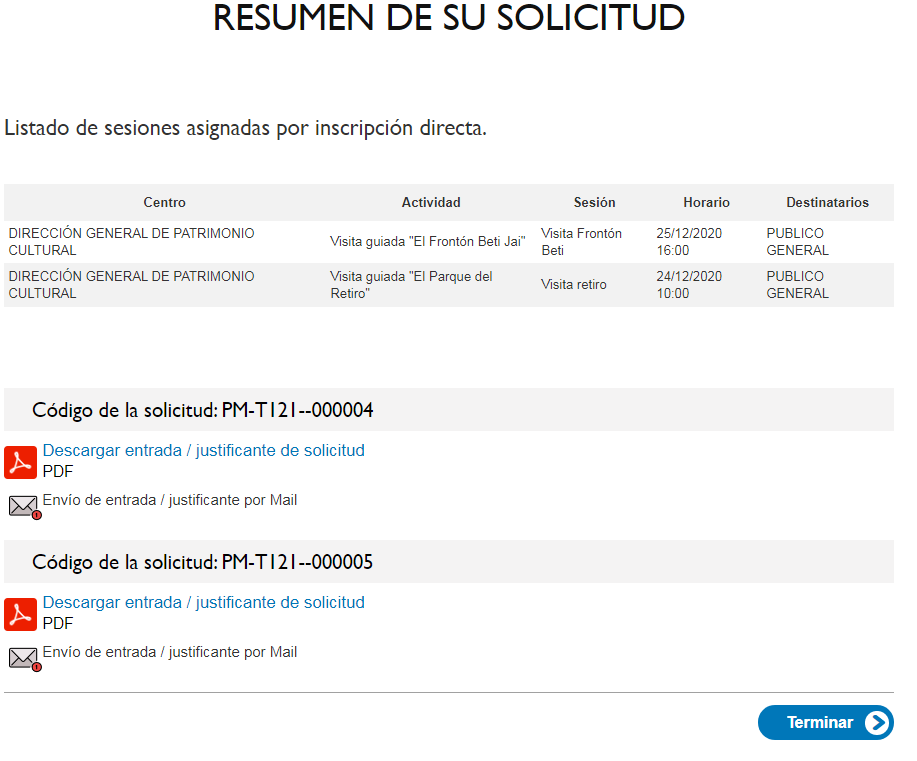 RESUMEN DE SU SOLICITUD
Listado de sesiones asignadas por inscripción directa.
Centro Actividad Sesión Horario Destinatarios
DIRECCIÓN GENERAL DE PATRIMONIO
CULTURAL
Visita guiada "El Frontón Beti Jai"
Visita Frontón
Beti
25/12/2020
16:00
PUBLICO
GENERAL
DIRECCIÓN GENERAL DE PATRIMONIO
CULTURAL
Visita guiada "El Parque del
Retiro"
Visita retiro
24/12/2020
10:00
PUBLICO
GENERAL
Código de la solicitud: PM-T121--000004
Descargar entrada / justificante de solicitud
PDF
Envío de entrada / justificante por Mail
Código de la solicitud: PM-T121--000005
Descargar entrada / justificante de solicitud
PDF
Envío de entrada / justificante por Mail
Terminar